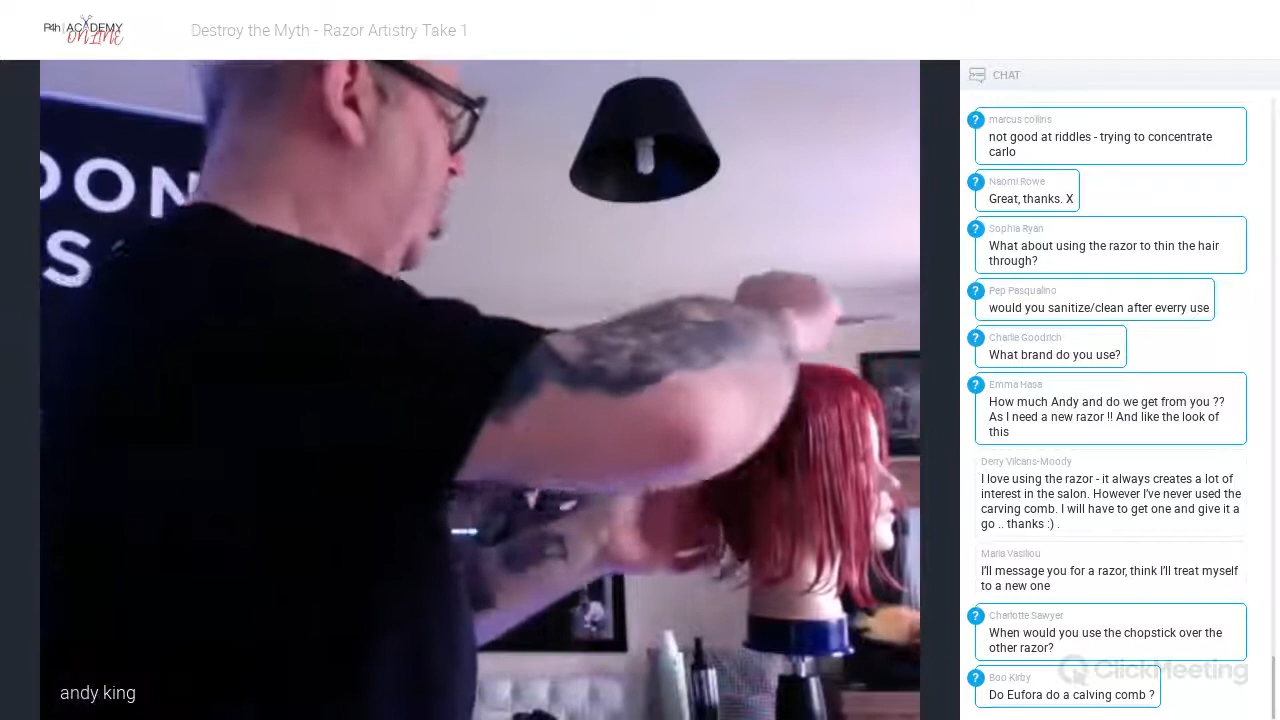 P4h ACADEMY
ONLINE
Destroy the Myth - Razor Artistry Take 1
CHAT
DON
S
andy king
marcus collins
not good at riddles - trying to concentrate
carlo
Naomi Rowe
Great, thanks. X
Sophia Ryan
What about using the razor to thin the hair
through?
Pep Pasqualino
would you sanitize/clean after everry use
Charlie Goodrich
What brand do you use?
Emma Hasa
How much Andy and do we get from you ??
As I need a new razor !! And like the look of
this
Derry Vilcans-Moody
I love using the razor - it always creates a lot of
interest in the salon. However I've never used the
carving comb. I will have to get one and give it a
go .. thanks :) .
Maria Vasiliou
I'll message you for a razor, think I'll treat myself
to a new one
Charlotte Sawyer
When would you use the chopstick over the
other razor?
ClickMeeting
Boo Kirby
Do Eufora do a calving comb ?